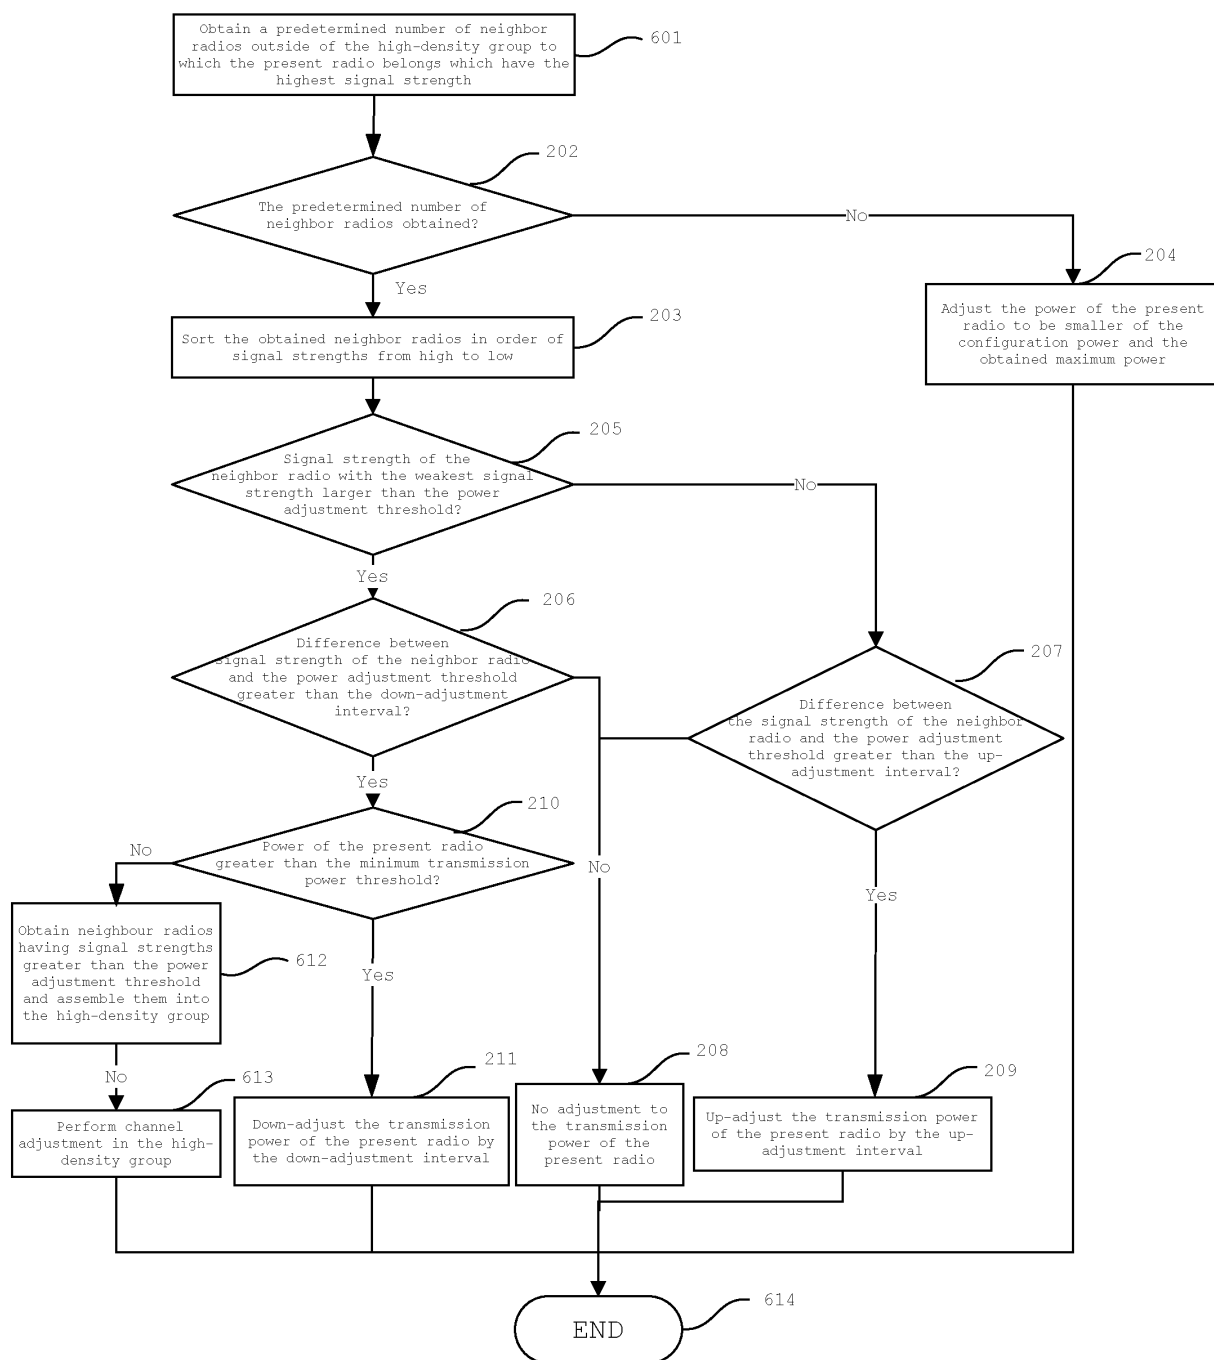 Obtain a predetermined number of neighbor
radios outside of the high-density group to
which the present radio belongs which have the
highest signal strength
601
202
The predetermined number of
neighbor radios obtained?
No
204
Yes
Adjust the power of the present
radio to be smaller of the
configuration power and the
obtained maximum power
203
Sort the obtained neighbor radios in order of
signal strengths from high to low
205
Signal strength of the
neighbor radio with the weakest signal
strength larger than the power
adjustment threshold?
No
Yes
206
Difference between
signal strength of the neighbor radio
and the power adjustment threshold
greater than the down-adjustment
interval?
207
Difference between
the signal strength of the neighbor
radio and the power adjustment
threshold greater than the up-
adjustment interval?
Yes
210
No
Power of the present radio
greater than the minimum transmission
power threshold?
No
Yes
Obtain neighbour radios
having signal strengths
greater than the power
adjustment threshold
and assemble them into
the high-density group
612
Yes
No
613
211
208
209
Perform channel
adjustment in the high-
density group
Down-adjust the transmission
power of the present radio by
the down-adjustment interval
No adjustment to
the transmission
power of the
present radio
Up-adjust the transmission power
of the present radio by the up-
adjustment interval
614
END